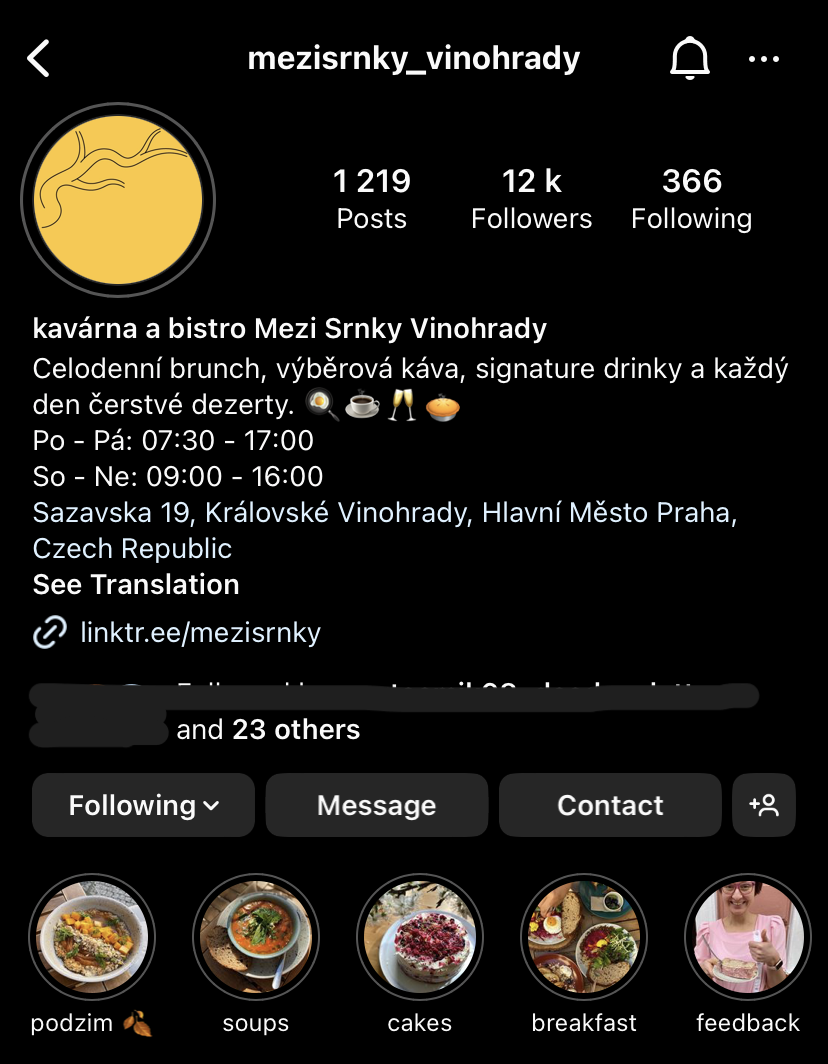 mezisrnky_vinohrady
1 219
Posts
12 k
Followers
366
Following
kavárna a bistro Mezi Srnky Vinohrady
Celodenní brunch, výběrová káva, signature drinky a každý
den čerstvé dezerty. 🍳☕🥂🥧
Po - Pá: 07:30 - 17:00
So - Ne: 09:00 - 16:00
Sazavska 19, Královské Vinohrady, Hlavní Město Praha,
Czech Republic
See Translation
linktr.ee/mezisrnky
and 23 others
Following
Message
Contact
podzim 🍂
soups
cakes
breakfast
feedback